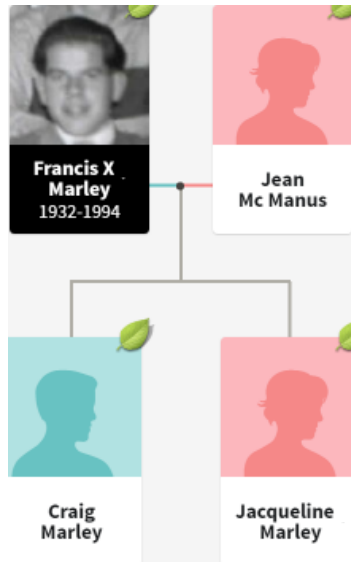 Francis X
Marley
1932-1994
Jean
Mc Manus
Craig
Marley
Jacqueline
Marley